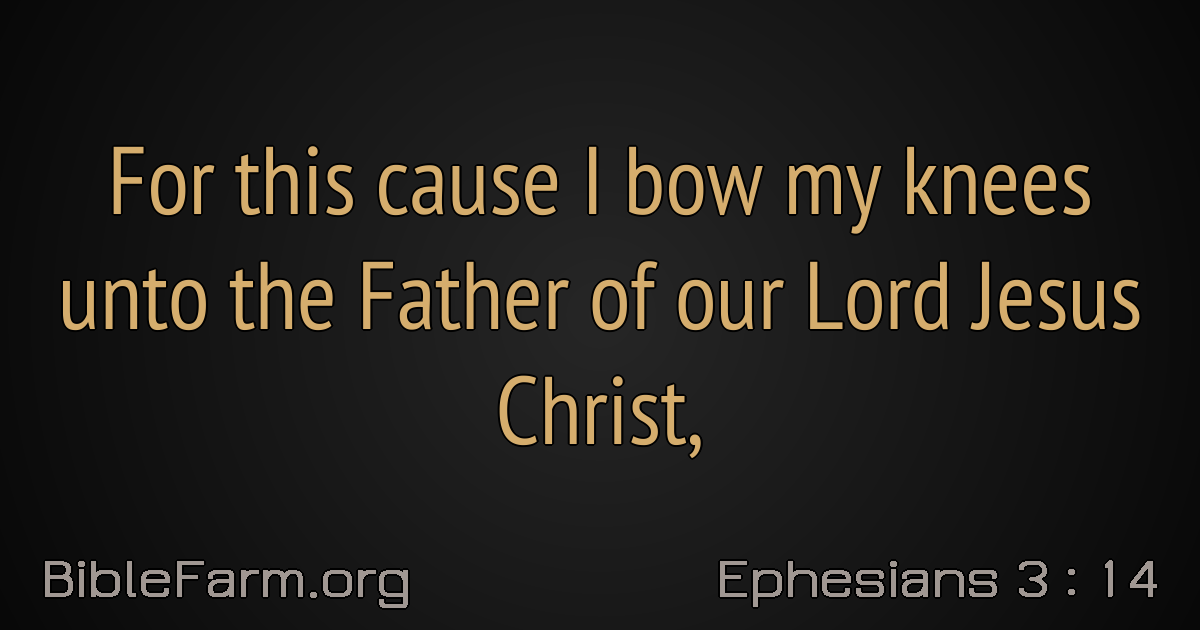 For this cause I bow my knees
unto the Father of our Lord Jesus
Christ,
BibleFarm.org
Ephesians 3 : 14